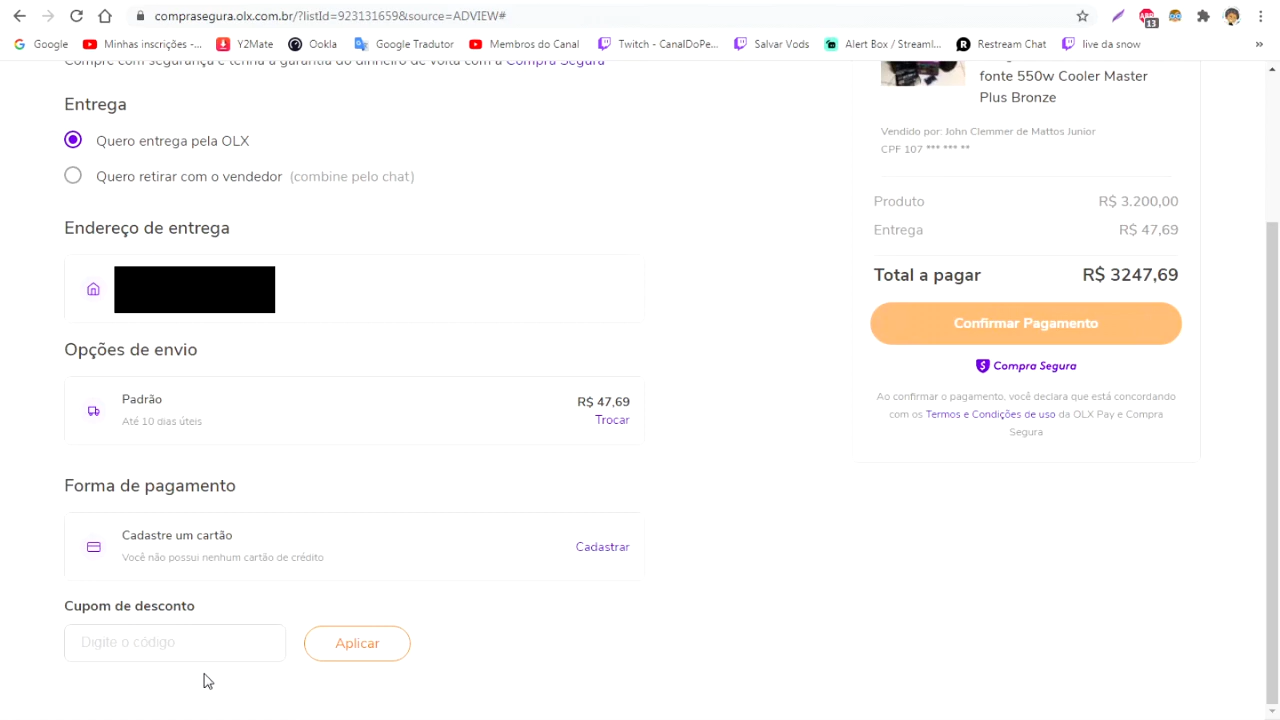 comprasegura.olx.com.br/?listId=923131659&source=ADVIEW#
13
Google
Minhas inscrições -...
Y2Mate
Ookla
Google Tradutor
Membros do Canal
Twitch - CanalDoPe...
Salvar Vods
Alert Box / Streaml...
Restream Chat
live da snow
»
Compre com segurança e tenha a garantia do dinheiro de volta com a Compra Segura
fonte 550w Cooler Master
Plus Bronze
Vendido por: John Clemmer de Mattos Junior
CPF 107 *** *** **
Entrega
Quero entrega pela OLX
Quero retirar com o vendedor (combine pelo chat)
Endereço de entrega
Opções de envio
Padrão
Até 10 dias úteis
R$ 47,69
Trocar
Forma de pagamento
Cadastre um cartão
Você não possui nenhum cartão de crédito
Cadastrar
Cupom de desconto
Digite o código
Aplicar
Produto R$ 3.200,00
Entrega R$ 47,69
Total a pagar R$ 3247,69
Confirmar Pagamento
Compra Segura
Ao confirmar o pagamento, você declara que está concordando
com os Termos e Condições de uso da OLX Pay e Compra
Segura